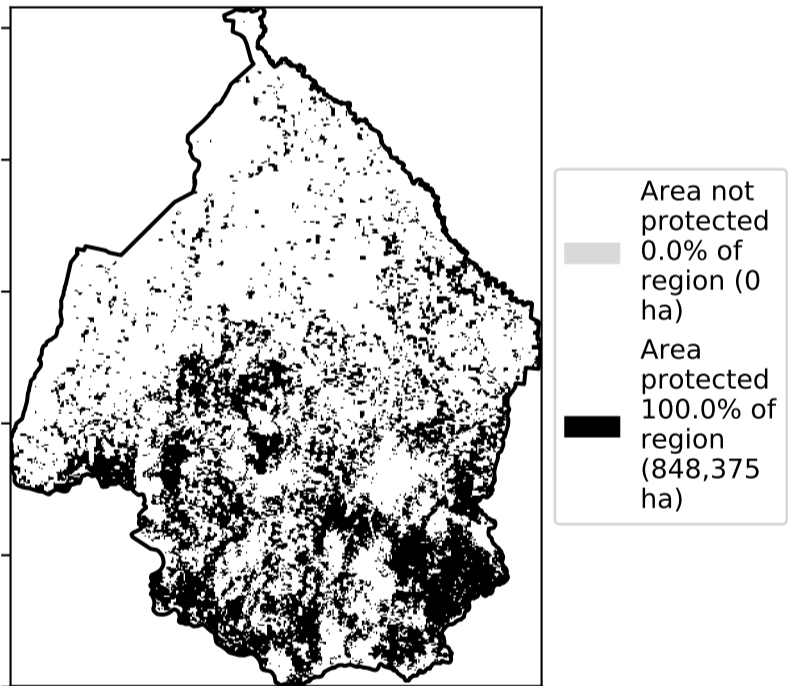 Area not
protected
0.0% of
region (0
ha)
Area
protected
100.0% of
region
(848,375
ha)